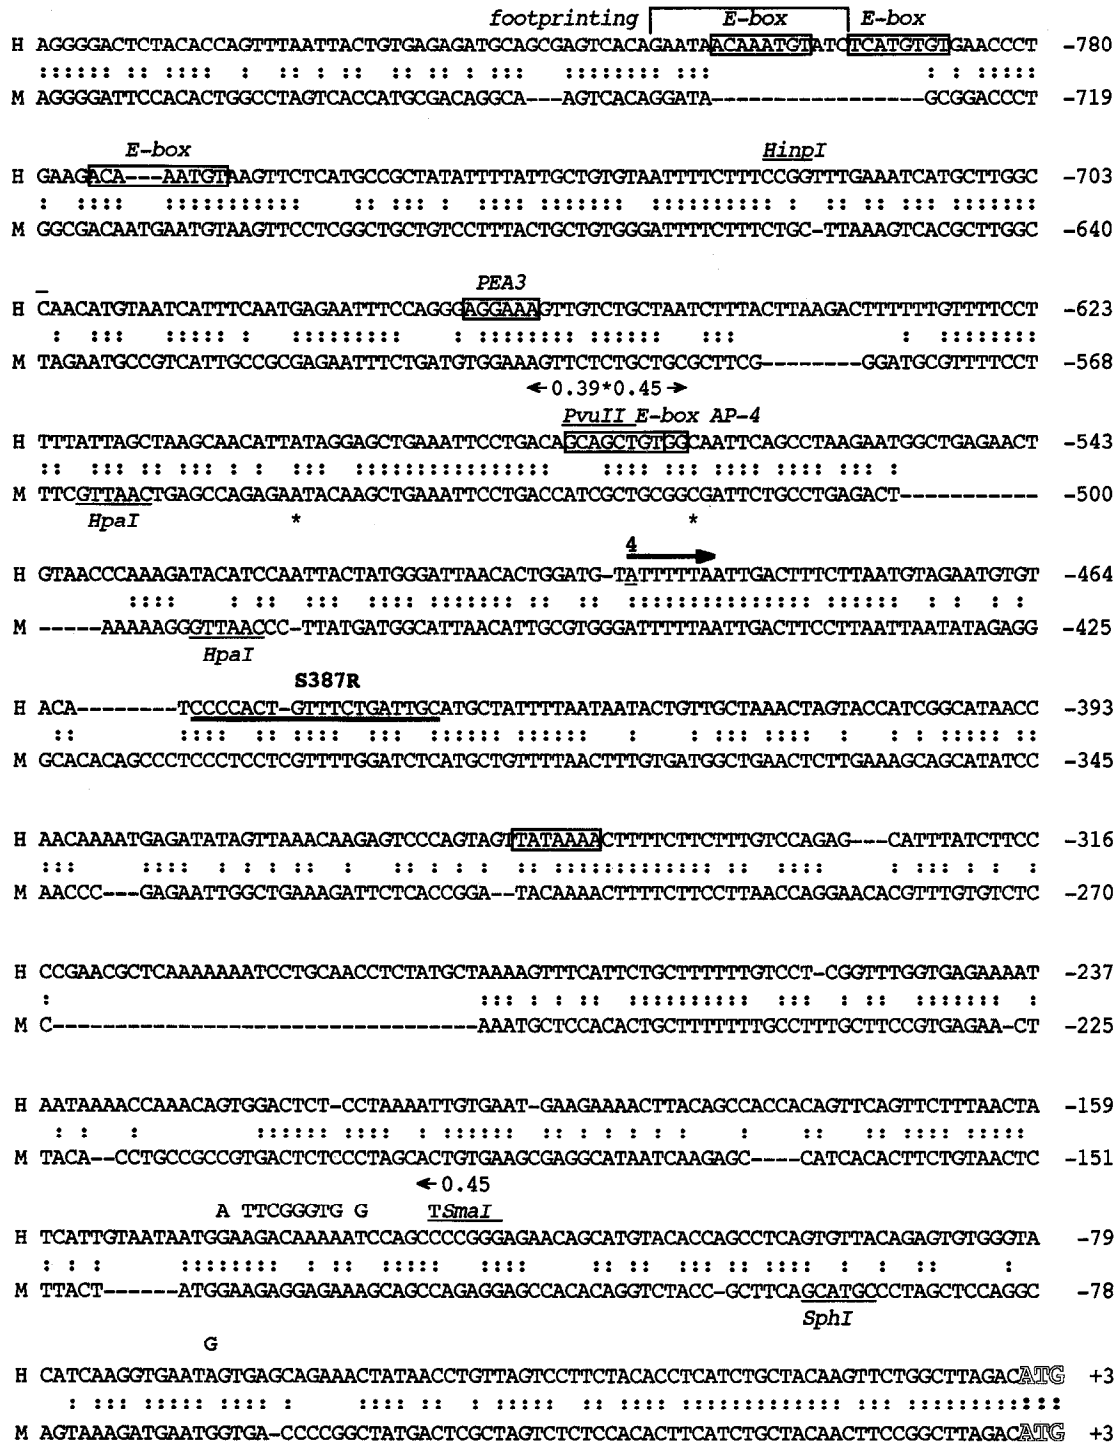 footprinting E-box E-box
H AGGGGACTCTACACCAGTTTAATTACTGTGAGAGATGCAGCGAGTCACAGAATAACAAATGTATCTCATGTGTGAACCCT -780
:::::: : :: : :: :: : : : : :: : ::: ::::::: :: ::: : : :::::
M AGGGGATTCCACACTGGCCTAGTCACCATGCGACAGGCA---AGTCACAGGATA-----------------GCGGACCCT -719
E-box HinpI
H GAAGACA---AATGTAAGTTCTCATGCCGCTATATTTTATTGCTGTGTAATTTTCTTTCCGGTTTGAAATCATGCTTGGC -703
M GGCGACAATGAATGTAAGTTCCTCGGCTGCTGTCCTTTACTGCTGTGGGATTTTCTTTCTGC-TTAAAGTCACGCTTGGC -640
PEA3
H CAACATGTAATCATTTCAATGAGAATTTCCAGGGAGGAAAGTTGTCTGCTAATCTTTACTTAAGACTTTTTTGTTTTCCT -623
M TAGAATGCCGTCATTGCCGCGAGAATTTCTGATGTGGAAAGTTCTCTGCTGCGCTTCG--------GGATGCGTTTTCCT -568
←0.39*0.45→
PvuII E-box AP-4
H TTTATTAGCTAAGCAACATTATAGGAGCTGAAATTCCTGACAGCAGCTGTGGCAATTCAGCCTAAGAATGGCTGAGAACT -543
M TTCGTTAACTGAGCCAGAGAATACAAGCTGAAATTCCTGACCATCGCTGCGGCGATTCTGCCTGAGACT----------- -500
HpaI * *
4
H GTAACCCAAAGATACATCCAATTACTATGGGATTAACACTGGATG-TATTTTTAATTGACTTTCTTAATGTAGAATGTGT -464
M -----AAAAAGGGTTAACCC-TTATGATGGCATTAACATTGCGTGGGATTTTTAATTGACTTCCTTAATTAATATAGAGG -425
HpaI
S387R
H ACA---------TCCCCACT-GTTTCTGATTGCATGCTATTTTAATAATACTGTTGCTAAACTAGTACCATCGGCATAACC -393
M GCACACAGCCCTCCCTCCTCGTTTTGGATCTCATGCTGTTTTAACTTTGTGATGGCTGAACTCTTGAAAGCAGCATATCC -345
H AACAAAATGAGATATAGTTAAACAAGAGTCCCAGTAGTTATAAAACTTTTCTTCTTTGTCCAGAG---CATTTATCTTCC -316
M AACCC---GAGAATTGGCTGAAAGATTCTCACCGGA--TACAAAACTTTTCTTCCTTAACCAGGAACACGTTTGTGTCTC -270
H CCGAACGCTCAAAAAAAATCCTGCAACCTCTATGCTAAAAGTTTCATTCTGCTTTTTTGTCCT-CGGTTTGGTGAGAAAAT -237
M C----------------------------------AAATGCTCCACACTGCTTTTTTTGCCTTTGCTTCCGTGAGAA-CT -225
H AATAAAACCAAACAGTGGACTCT-CCTAAAATTGTGAAT-GAAGAAAACTTACAGCCACCACAGTTCAGTTCTTTAACTA -159
M TACA--CCTGCCGCCGTGACTCTCCCTAGCACTGTGAAGCGAGGCATAATCAAGAGC----CATCACACTTCTGTAACTC -151
←0.45
A TTCGGGTG G TSmaI
H TCATTGTAATAATGGAAGACAAAAATCCAGCCCCGGGAGAACAGCATGTACACCAGCCTCAGTGTTACAGAGTGTGGGTA -79
M TTACT------ATGGAAGAGGAGAAAGCAGCCAGAGGAGCCACACAGGTCTACC-GCTTCAGCATGCCCTAGCTCCAGGC -78
SphI
G
H CATCAAGGTGAATAGTGAGCAGAAACTATAACCTGTTAGTCCTTCTACACCTCATCTGCTACAAGTTCTGGCTTAGACATG +3
M AGTAAAGATGAATGGTGA-CCCCGGCTATGACTCGCTAGTCTCTCCACACTTCATCTGCTACAACTTCCGGCTTAGACATG +3